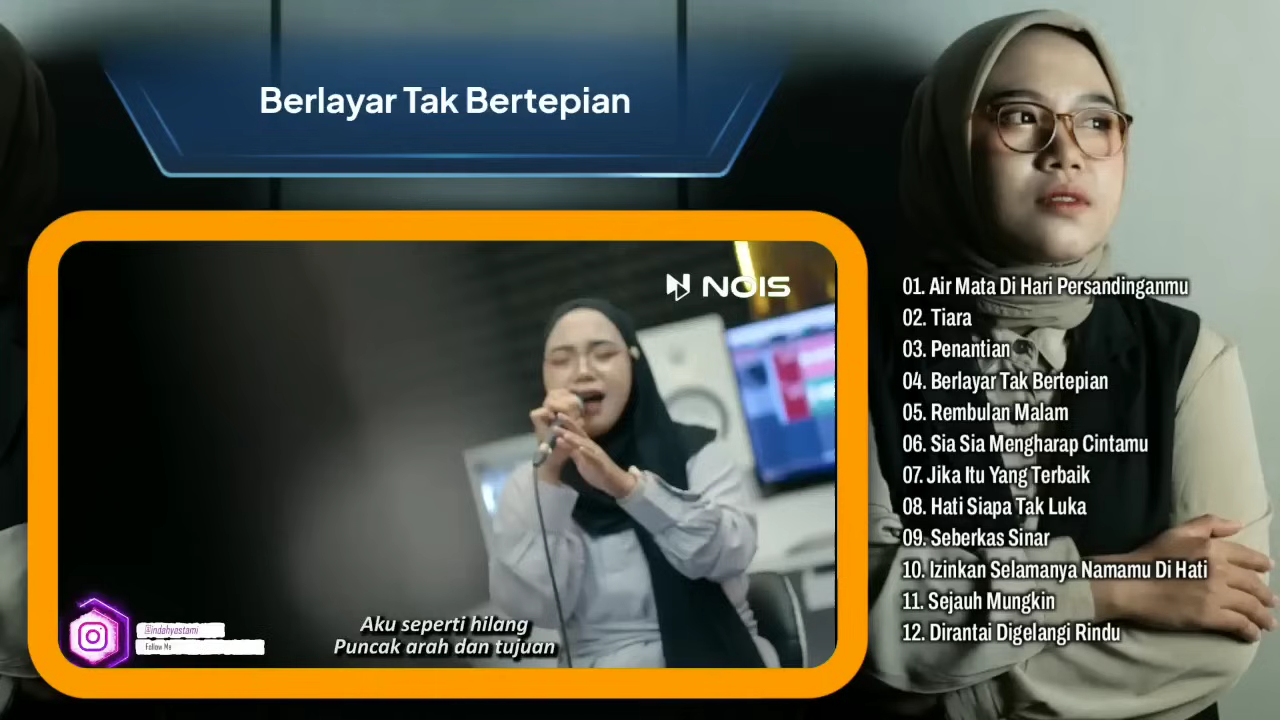 Berlayar Tak Bertepian
NOIS
01. Air Mata Di Hari Persandinganmu
02. Tiara
03. Penantian
04. Berlayar Tak Bertepian
05. Rembulan Malam
06. Sia Sia Mengharap Cintamu
07. Jika Itu Yang Terbaik
08. Hati Siapa Tak Luka
09. Seberkas Sinar
10. Izinkan Selamanya Namamu Di Hati
11. Sejauh Mungkin
12. Dirantai Digelangi Rindu
@indahyastami
Follow Me
Aku seperti hilang
Puncak arah dan tujuan